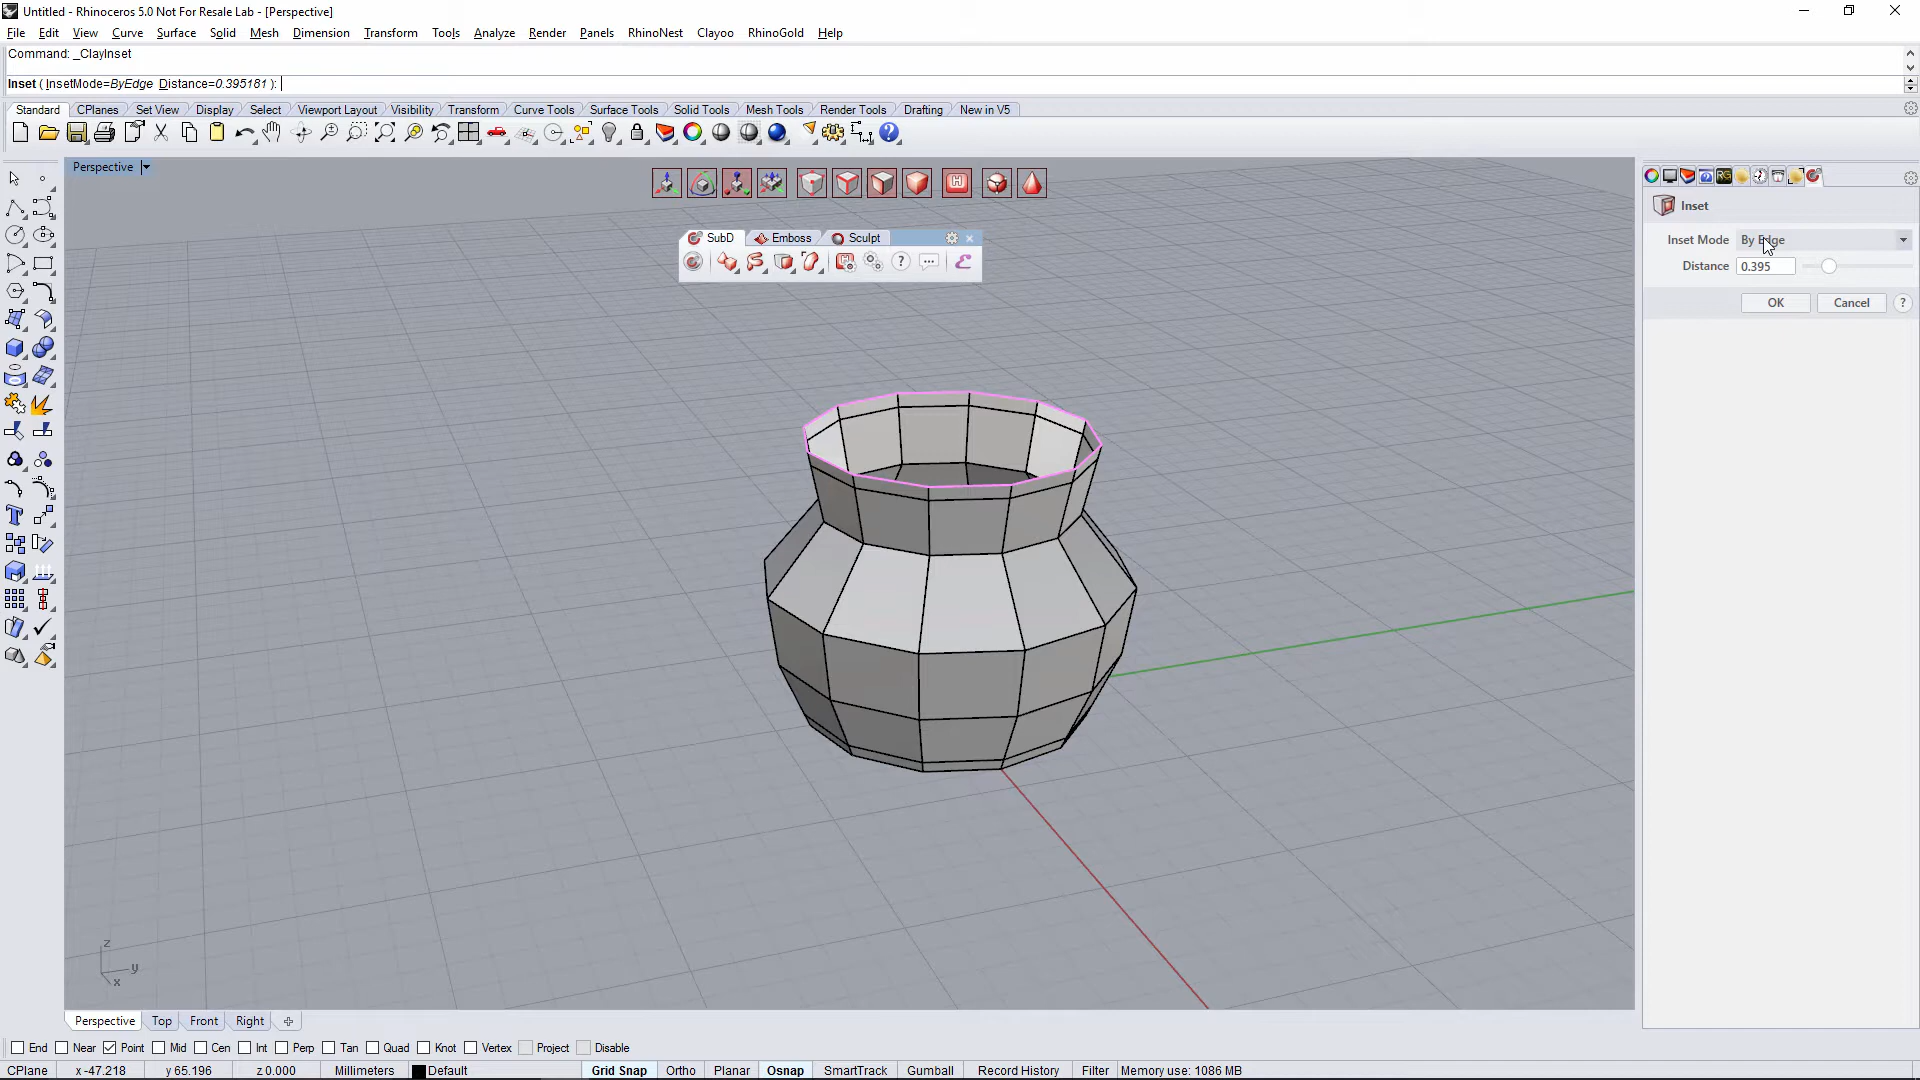 Untitled - Rhinoceros 5.0 Not For Resale Lab - [Perspective]
File Edit View Curve Surface Solid Mesh Dimension Transform Tools Analyze Render Panels RhinoNest Clayoo RhinoGold Help
Command: _ClayInset
Inset ( InsetMode=ByEdge Distance=0.395181 ):
Standard CPlanes Set View Display Select Viewport Layout Visibility Transform Curve Tools Surface Tools Solid Tools Mesh Tools Render Tools Drafting New in V5
Perspective
SubD Emboss Sculpt
RG
Inset
Inset Mode By Edge
Distance 0.395
OK Cancel ?
z
y
x
Perspective Top Front Right
End Near Point Mid Cen Int Perp Tan Quad Knot Vertex Project Disable
CPlane x -47.218 y 65.196 z 0.000 Millimeters Default Grid Snap Ortho Planar Osnap SmartTrack Gumball Record History Filter Memory use: 1086 MB